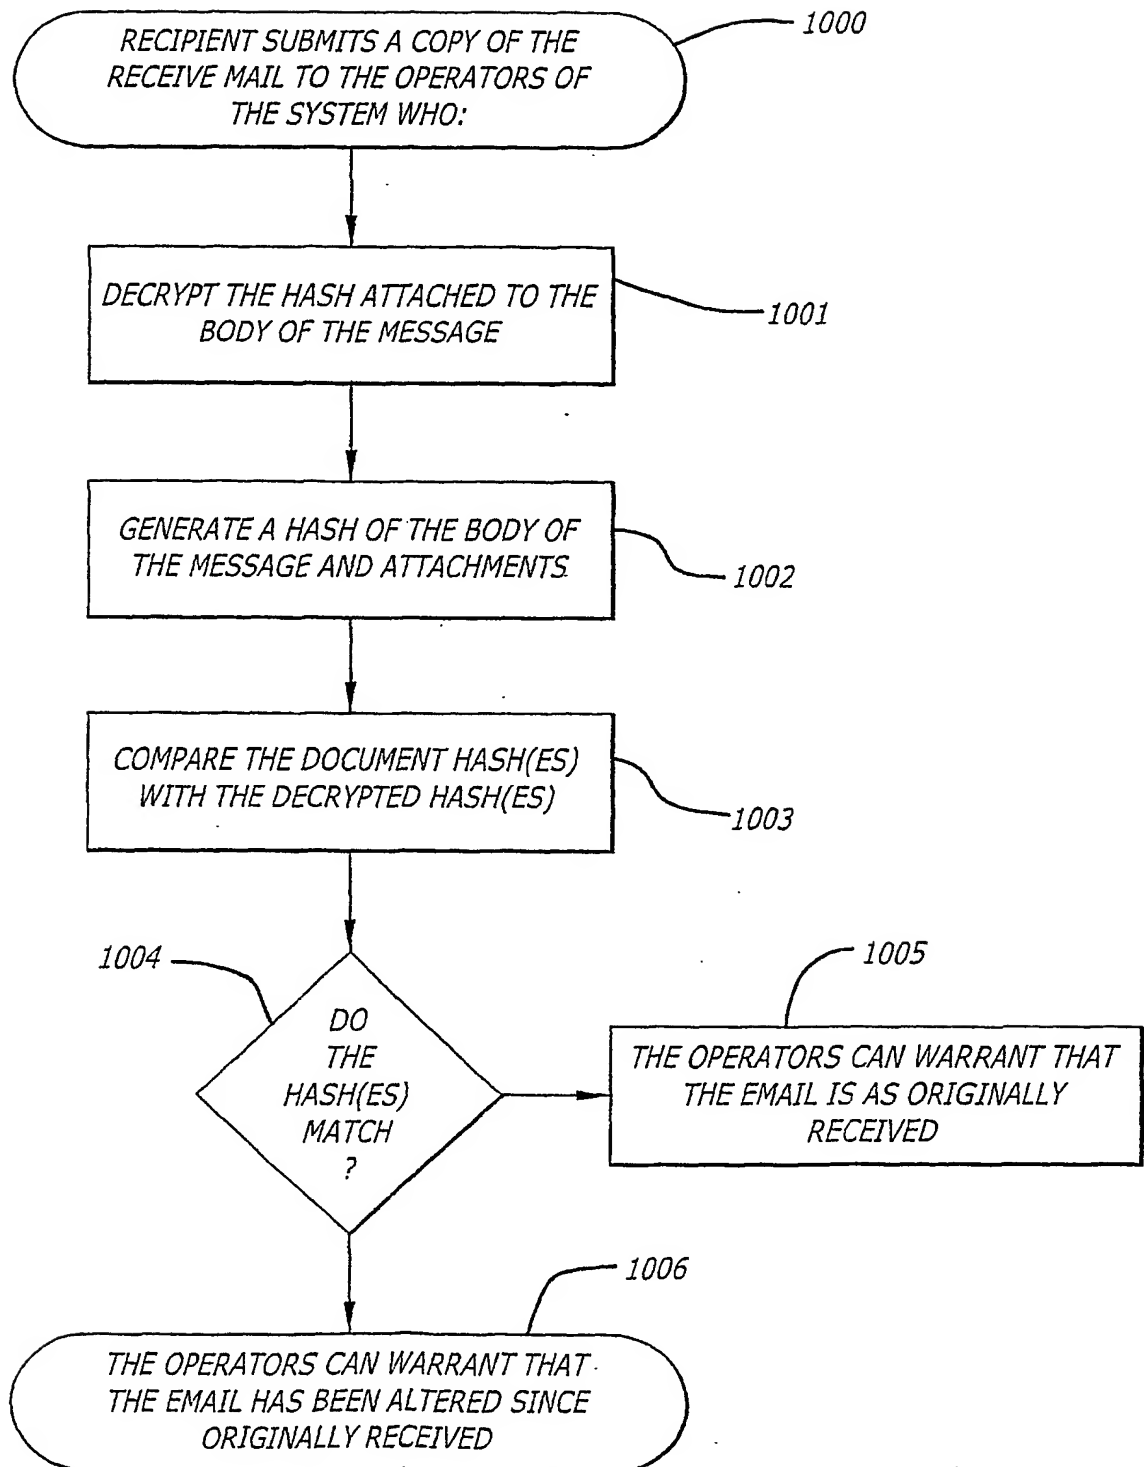 RECIPIENT SUBMITS A COPY OF THE
RECEIVE MAIL TO THE OPERATORS OF
THE SYSTEM WHO:
1000
DECRYPT THE HASH ATTACHED TO THE
BODY OF THE MESSAGE
1001
GENERATE A HASH OF THE BODY OF
THE MESSAGE AND ATTACHMENTS
1002
COMPARE THE DOCUMENT HASH(ES)
WITH THE DECRYPTED HASH(ES)
1003
1004
DO
THE
HASH(ES)
MATCH
?
1005
THE OPERATORS CAN WARRANT THAT
THE EMAIL IS AS ORIGINALLY
RECEIVED
1006
THE OPERATORS CAN WARRANT THAT
THE EMAIL HAS BEEN ALTERED SINCE
ORIGINALLY RECEIVED